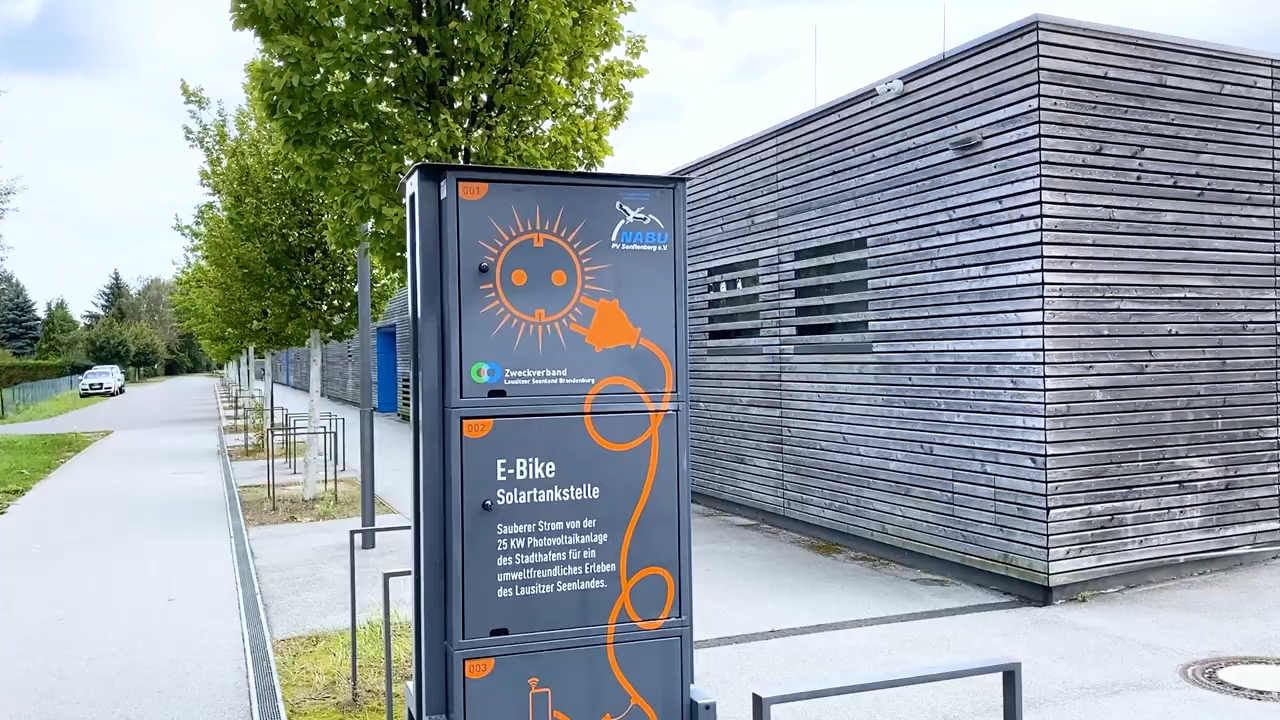 001
NABU
PV Senftenberg e.V.
Zweckverband
Lausitzer Seenland Brandenburg
002
E-Bike
Solartankstelle
Sauberer Strom von der
25 KW Photovoltaikanlage
des Stadthafens für ein
umweltfreundliches Erleben
des Lausitzer Seenlandes.
003